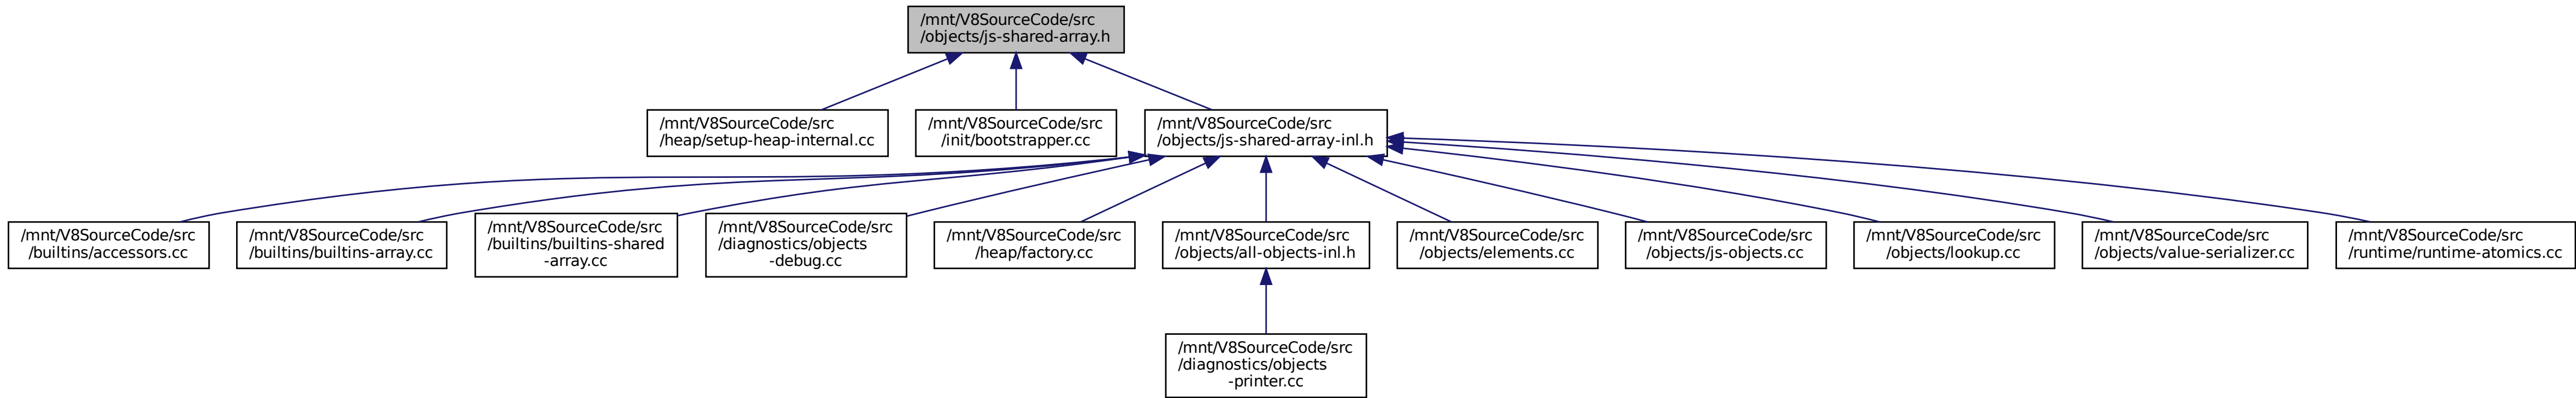 /mnt/V8SourceCode/src
/objects/js-shared-array.h
/mnt/V8SourceCode/src
/heap/setup-heap-internal.cc
/mnt/V8SourceCode/src
/init/bootstrapper.cc
/mnt/V8SourceCode/src
/objects/js-shared-array-inl.h
/mnt/V8SourceCode/src
/builtins/accessors.cc
/mnt/V8SourceCode/src
/builtins/builtins-array.cc
/mnt/V8SourceCode/src
/builtins/builtins-shared
-array.cc
/mnt/V8SourceCode/src
/diagnostics/objects
-debug.cc
/mnt/V8SourceCode/src
/heap/factory.cc
/mnt/V8SourceCode/src
/objects/all-objects-inl.h
/mnt/V8SourceCode/src
/objects/elements.cc
/mnt/V8SourceCode/src
/objects/js-objects.cc
/mnt/V8SourceCode/src
/objects/lookup.cc
/mnt/V8SourceCode/src
/objects/value-serializer.cc
/mnt/V8SourceCode/src
/runtime/runtime-atomics.cc
/mnt/V8SourceCode/src
/diagnostics/objects
-printer.cc